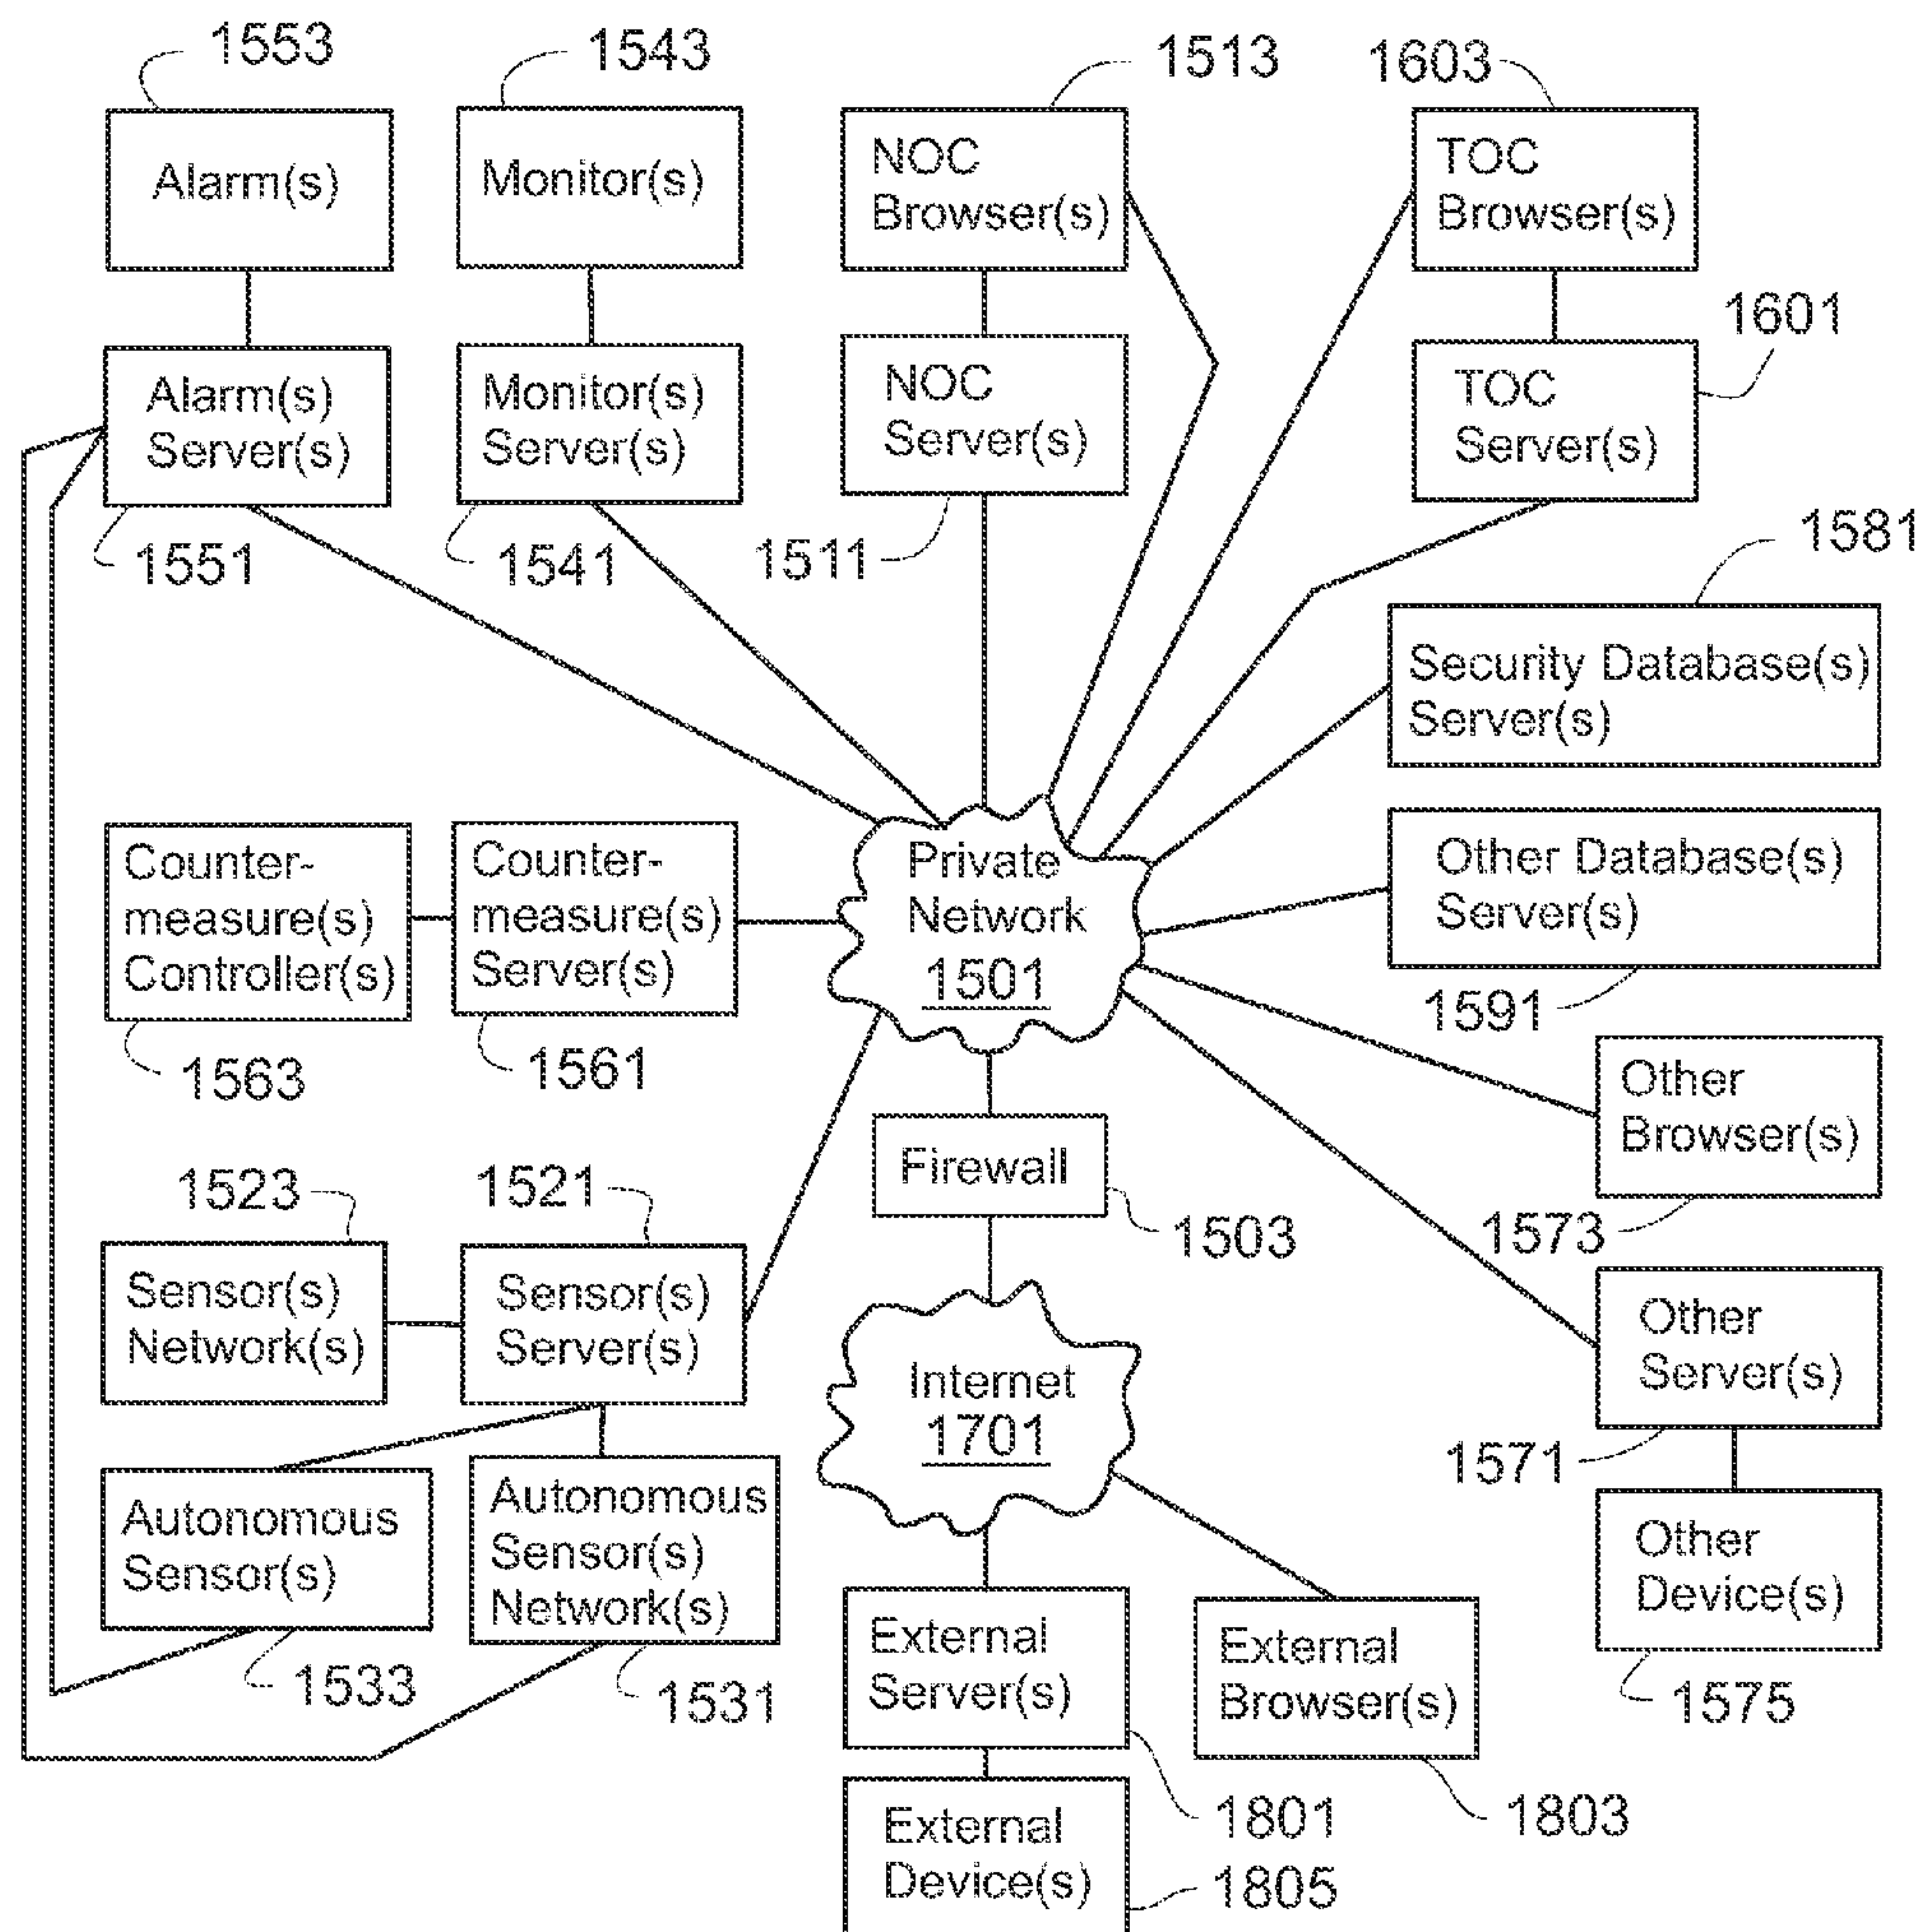 1553
1543
1513
1603
Alarm(s)
Monitor(s)
NOC
Browser(s)
TOC
Browser(s)
1601
Alarm(s)
Server(s)
Monitor(s)
Server(s)
NOC
Server(s)
TOC
Server(s)
1551
1541
1511
1581
Security Database(s)
Server(s)
Counter-
measure(s)
Controller(s)
Counter-
measure(s)
Server(s)
Private
Network
1501
Other Database(s)
Server(s)
1591
1563
1561
Other
Browser(s)
Firewall
1523
1521
1503
1573
Sensor(s)
Network(s)
Sensor(s)
Server(s)
Other
Server(s)
Internet
1701
1571
Autonomous
Sensor(s)
Autonomous
Sensor(s)
Network(s)
Other
Device(s)
External
Server(s)
External
Browser(s)
1533
1531
1575
1801
1803
External
Device(s)
1805